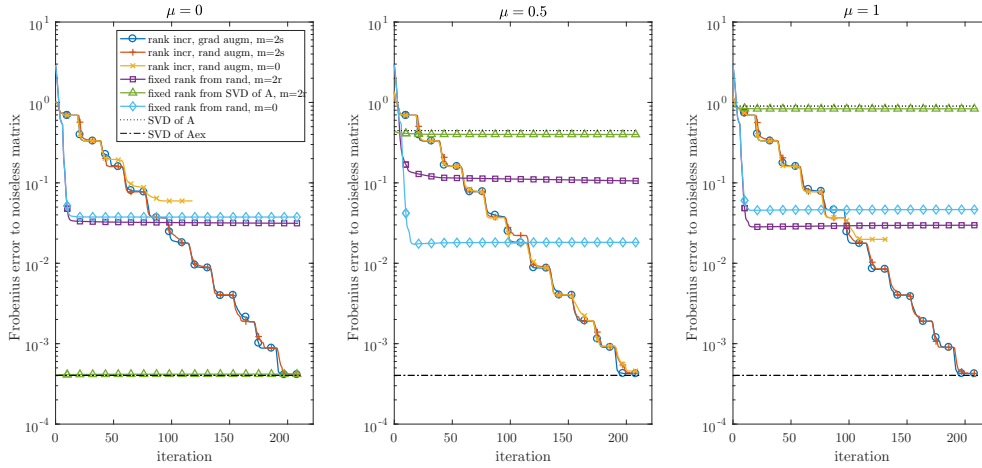 μ = 0
μ = 0.5
μ = 1
Frobenius error to noiseless matrix
10^1
10^0
10^-1
10^-2
10^-3
10^-4
0 50 100 150 200
iteration
rank incr, grad augm, m=2s
rank incr, rand augm, m=2s
rank incr, rand augm, m=0
fixed rank from rand, m=2r
fixed rank from SVD of A, m=2r
fixed rank from rand, m=0
SVD of A
SVD of Aex
Frobenius error to noiseless matrix
10^1
10^0
10^-1
10^-2
10^-3
10^-4
0 50 100 150 200
iteration
Frobenius error to noiseless matrix
10^1
10^0
10^-1
10^-2
10^-3
10^-4
0 50 100 150 200
iteration